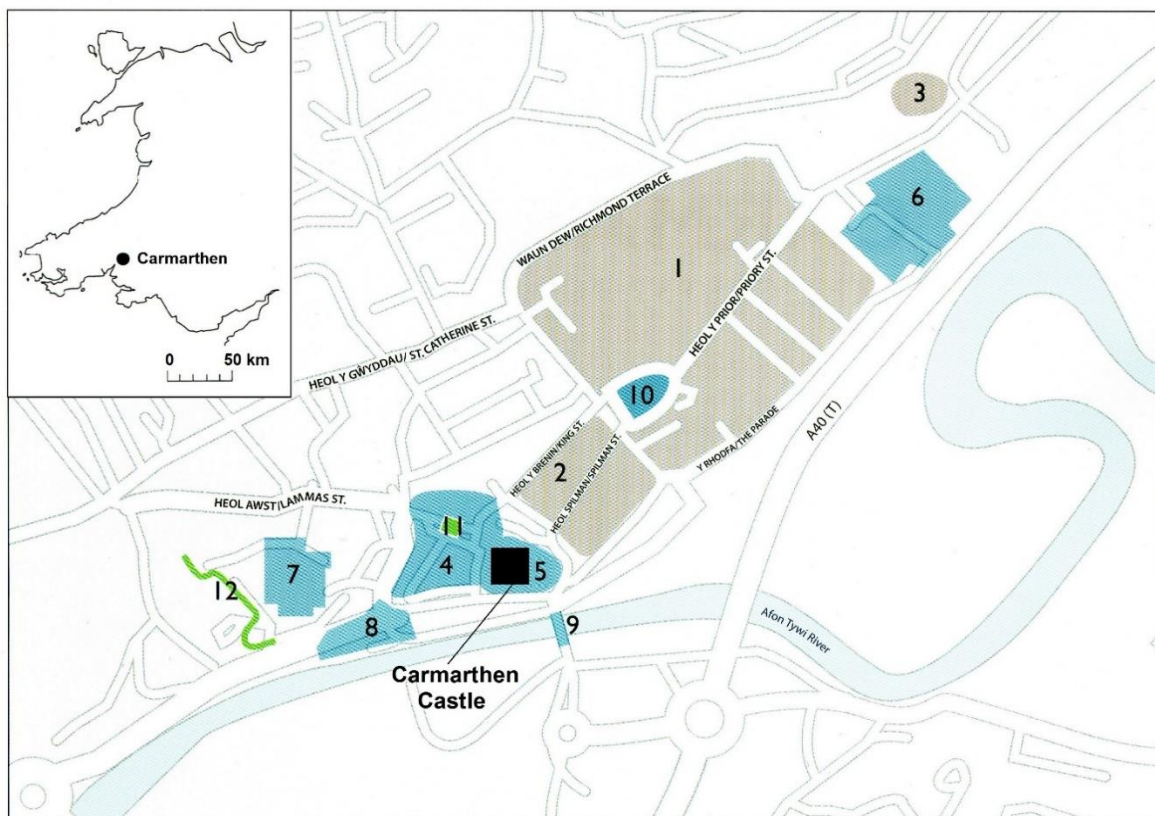 Carmarthen
0 50 km
3
6
WAUN DEW/RICHMOND TERRACE
1
HEOL Y PRIOR/PRIORY ST.
HEOL Y GWYDDAU/ ST. CATHERINE ST.
10
A40 (T)
Y RHODFA/THE PARADE
HEOL Y BRENIN/KING ST.
2
HEOL SPILMAN/SPILMAN ST.
HEOL AWST/LAMMAS ST.
11
4
5
7
12
8
9
Afon Tywi River
Carmarthen
Castle